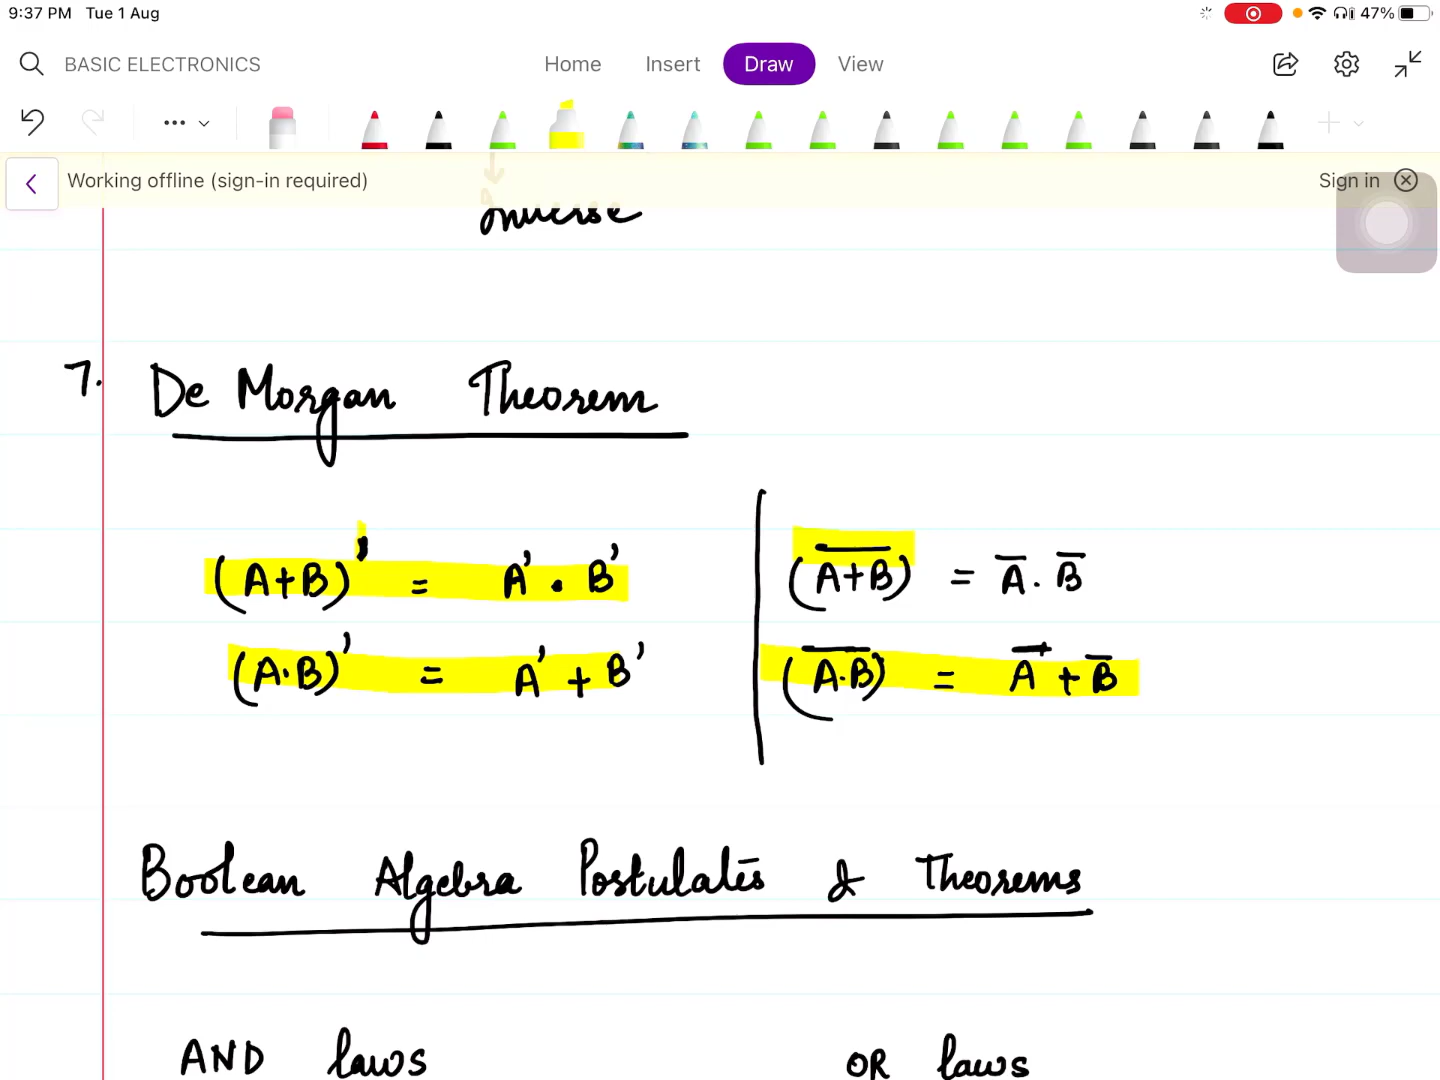 9:37 PM Tue 1 Aug 47%
BASIC ELECTRONICS Home Insert Draw View
Working offline (sign-in required) Sign in
inverse
7. De Morgan Theorem
(A+B)' = A' . B'
(A̅+̅B̅) = A̅ . B̅
(A.B)' = A' + B'
(A̅.̅B̅) = A̅ + B̅
Boolean Algebra Postulates & Theorems
AND laws OR laws